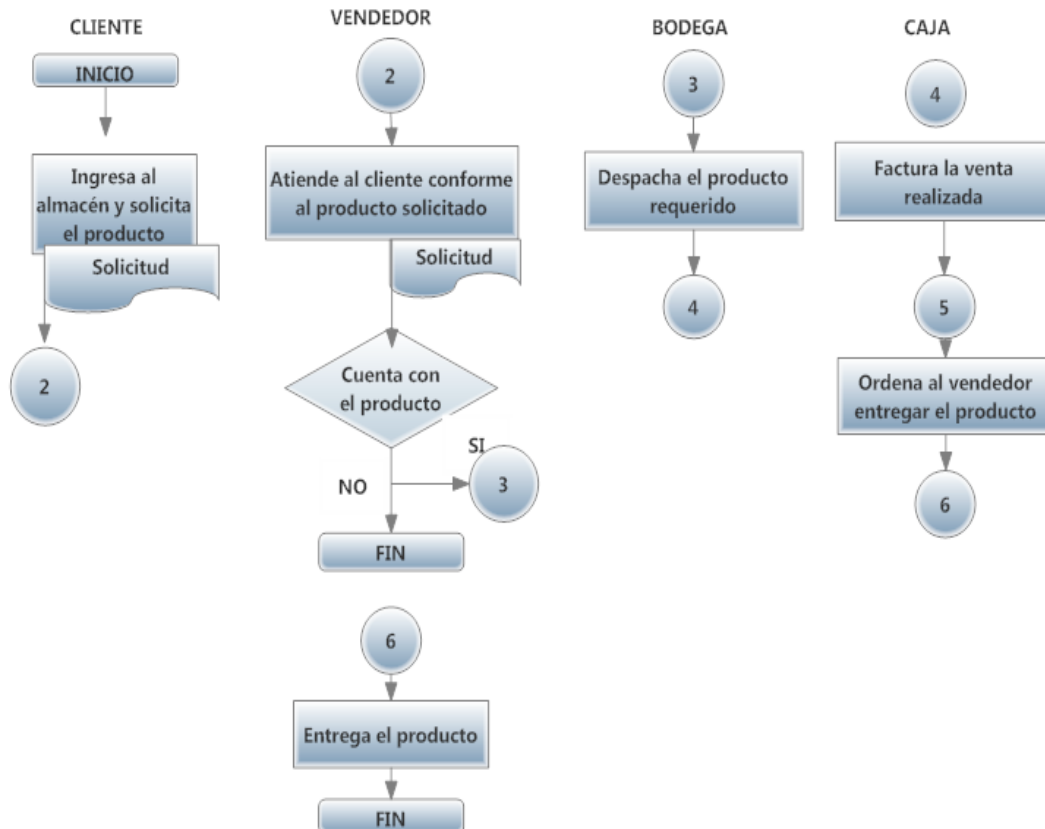 CLIENTE
INICIO
Ingresa al
almacén y solicita
el producto
Solicitud
2
VENDEDOR
2
Atiende al cliente conforme
al producto solicitado
Solicitud
Cuenta con
el producto
SI
NO
3
FIN
6
Entrega el producto
FIN
BODEGA
3
Despacha el producto
requerido
4
CAJA
4
Factura la venta
realizada
5
Ordena al vendedor
entregar el producto
6